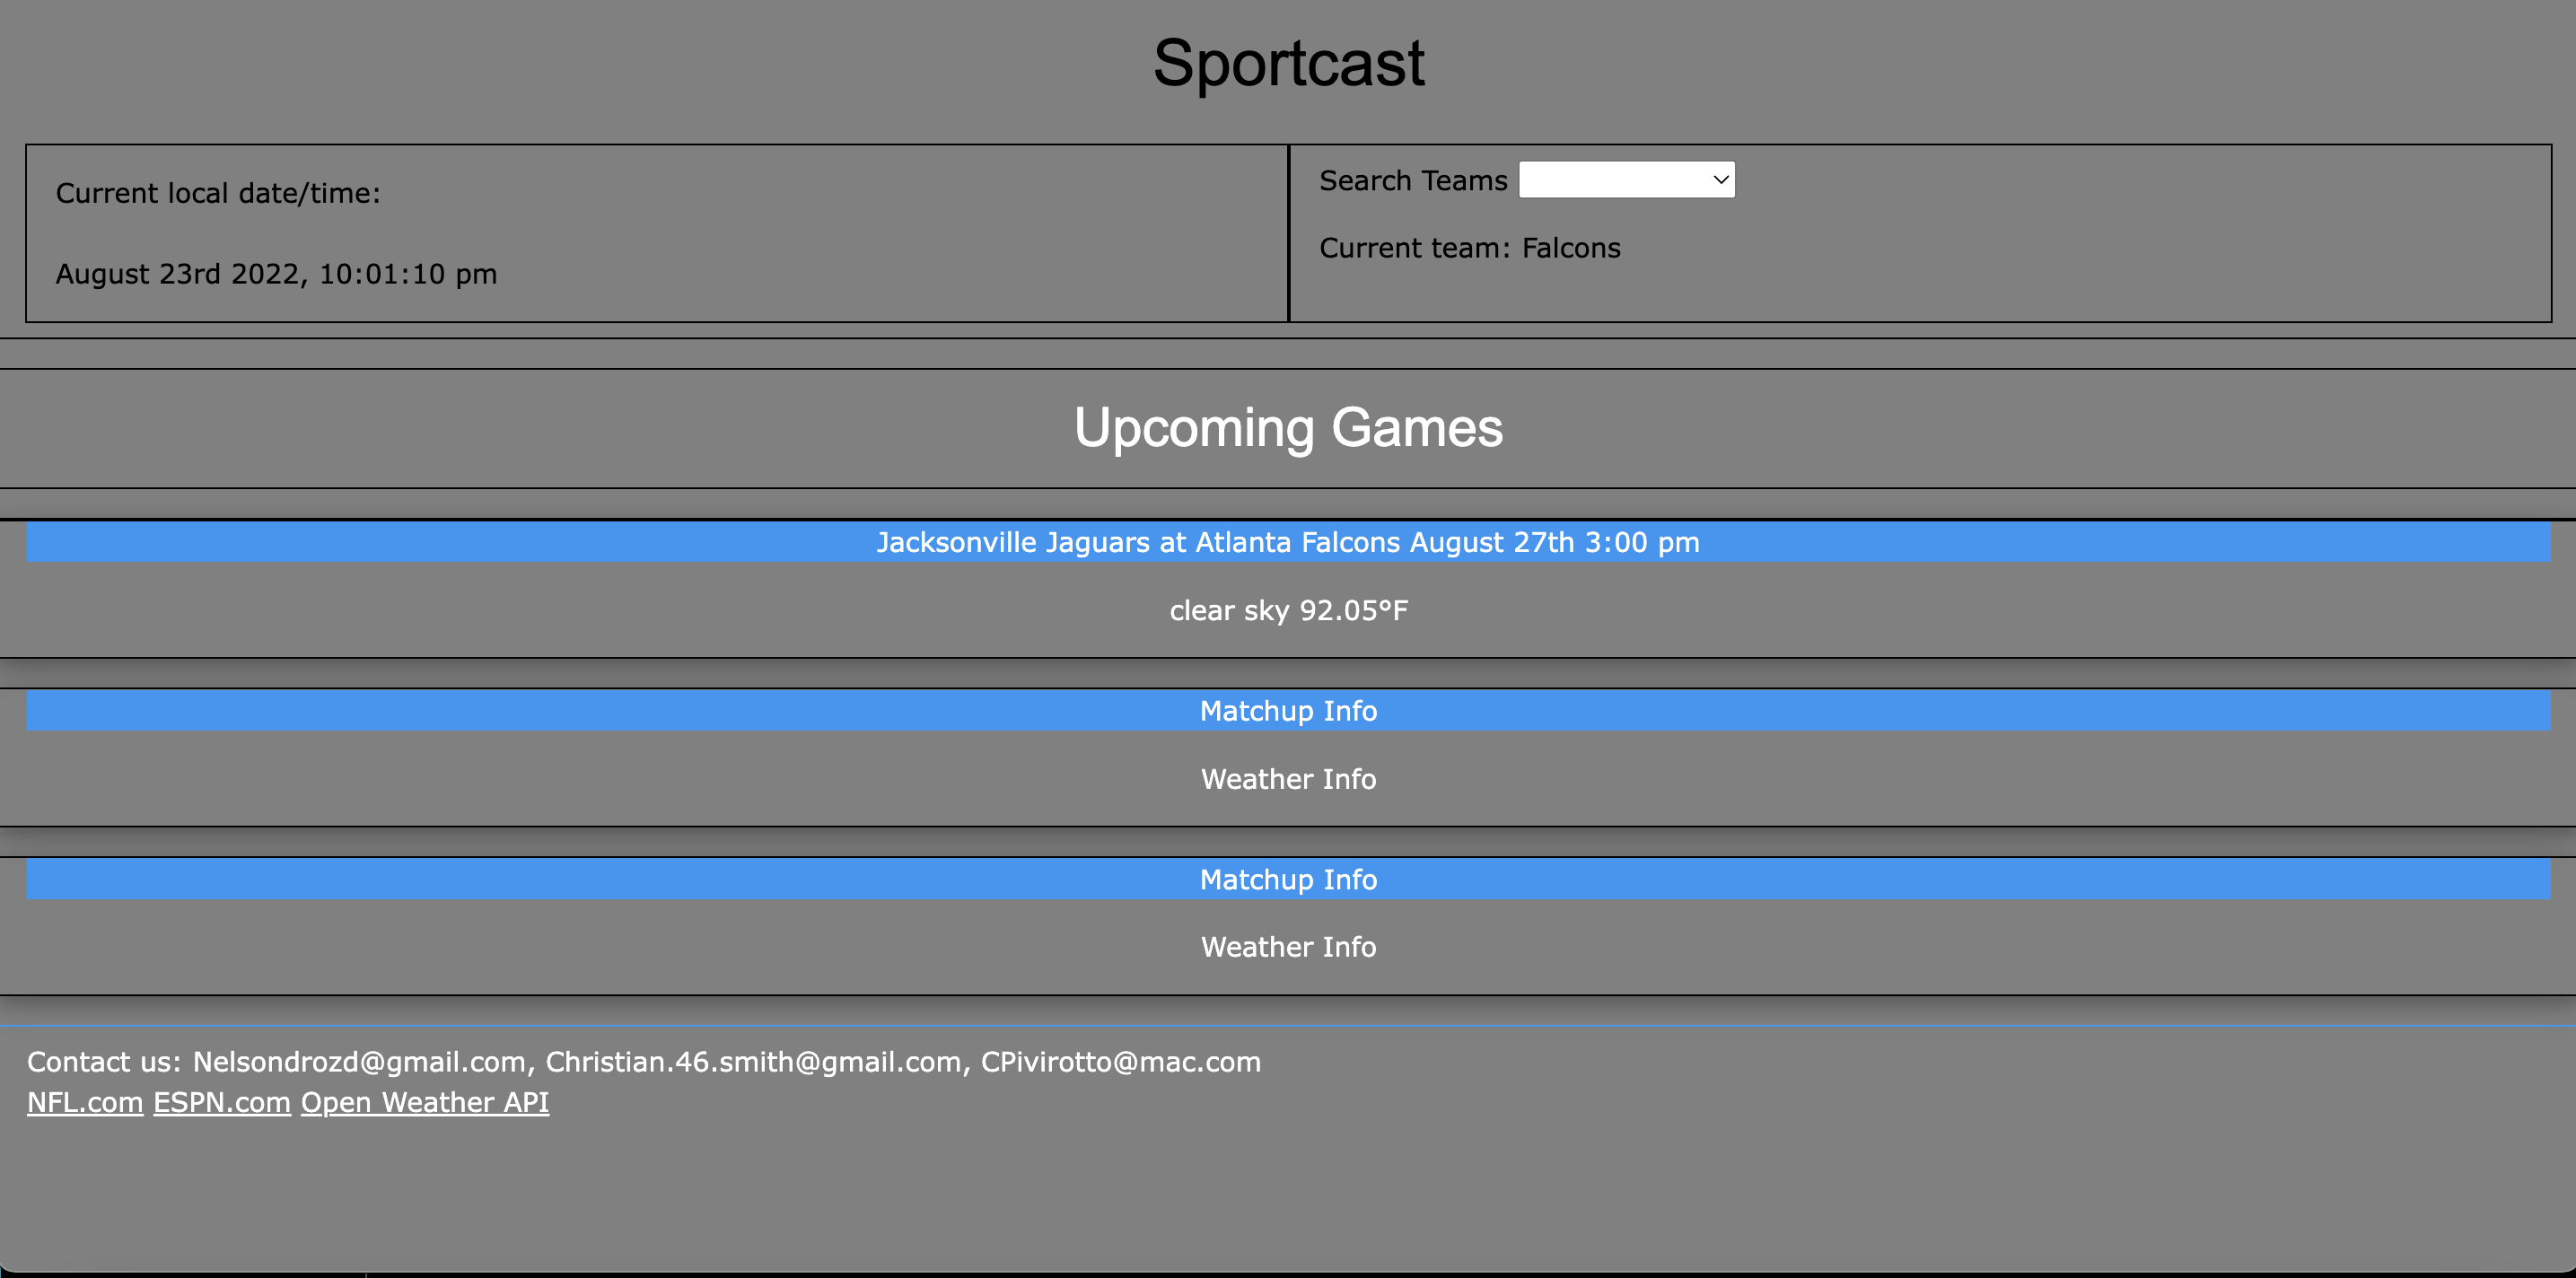 Sportcast
Current local date/time:
August 23rd 2022, 10:01:10 pm
Search Teams
Current team: Falcons
Upcoming Games
Jacksonville Jaguars at Atlanta Falcons August 27th 3:00 pm
clear sky 92.05°F
Matchup Info
Weather Info
Matchup Info
Weather Info
Contact us: Nelsondrozd@gmail.com, Christian.46.smith@gmail.com, CPivirotto@mac.com
NFL.com ESPN.com Open Weather API